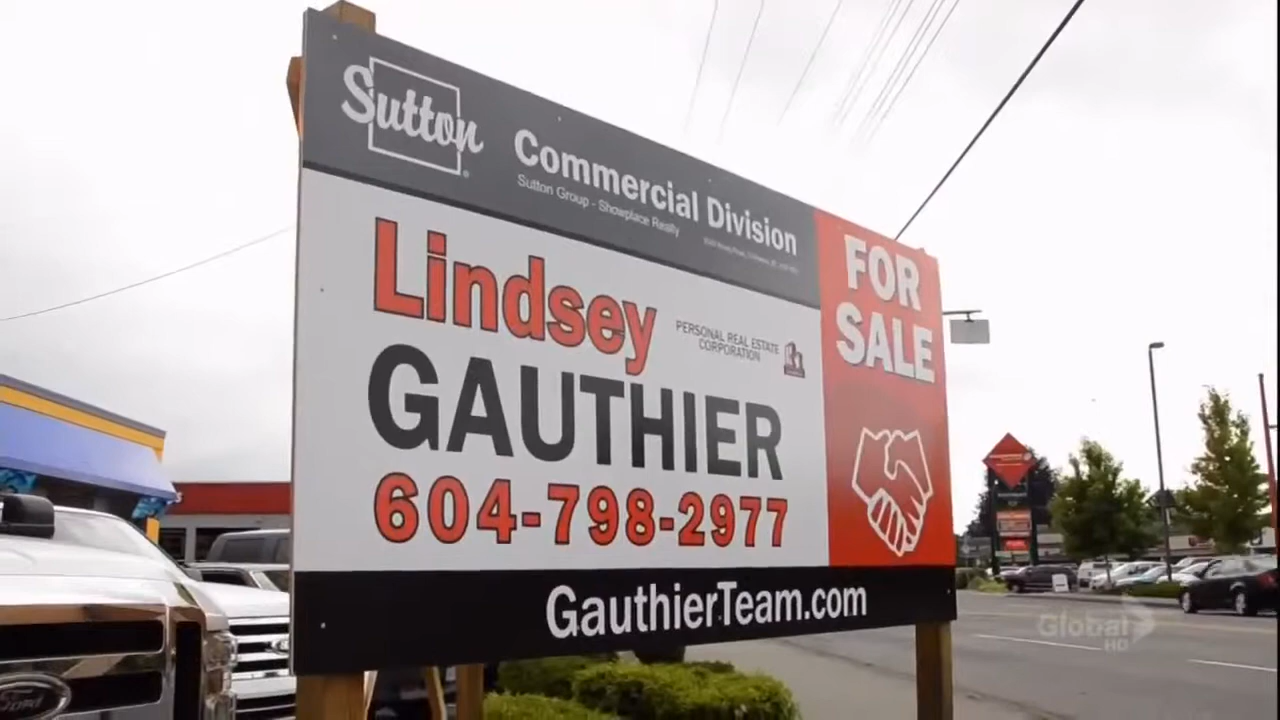 Sutton
Commercial Division
Sutton Group - Showplace Realty
FOR
SALE
Lindsey
PERSONAL REAL ESTATE
CORPORATION
GAUTHIER
604-798-2977
GauthierTeam.com
Ford
Global
HD